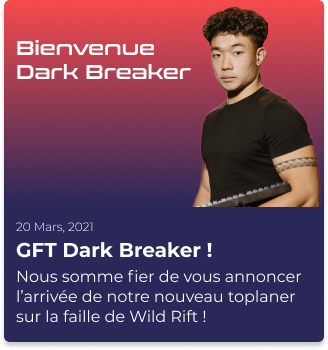 Bienvenue
Dark Breaker
20 Mars, 2021
GFT Dark Breaker !
Nous somme fier de vous annoncer
l’arrivée de notre nouveau toplaner
sur la faille de Wild Rift !